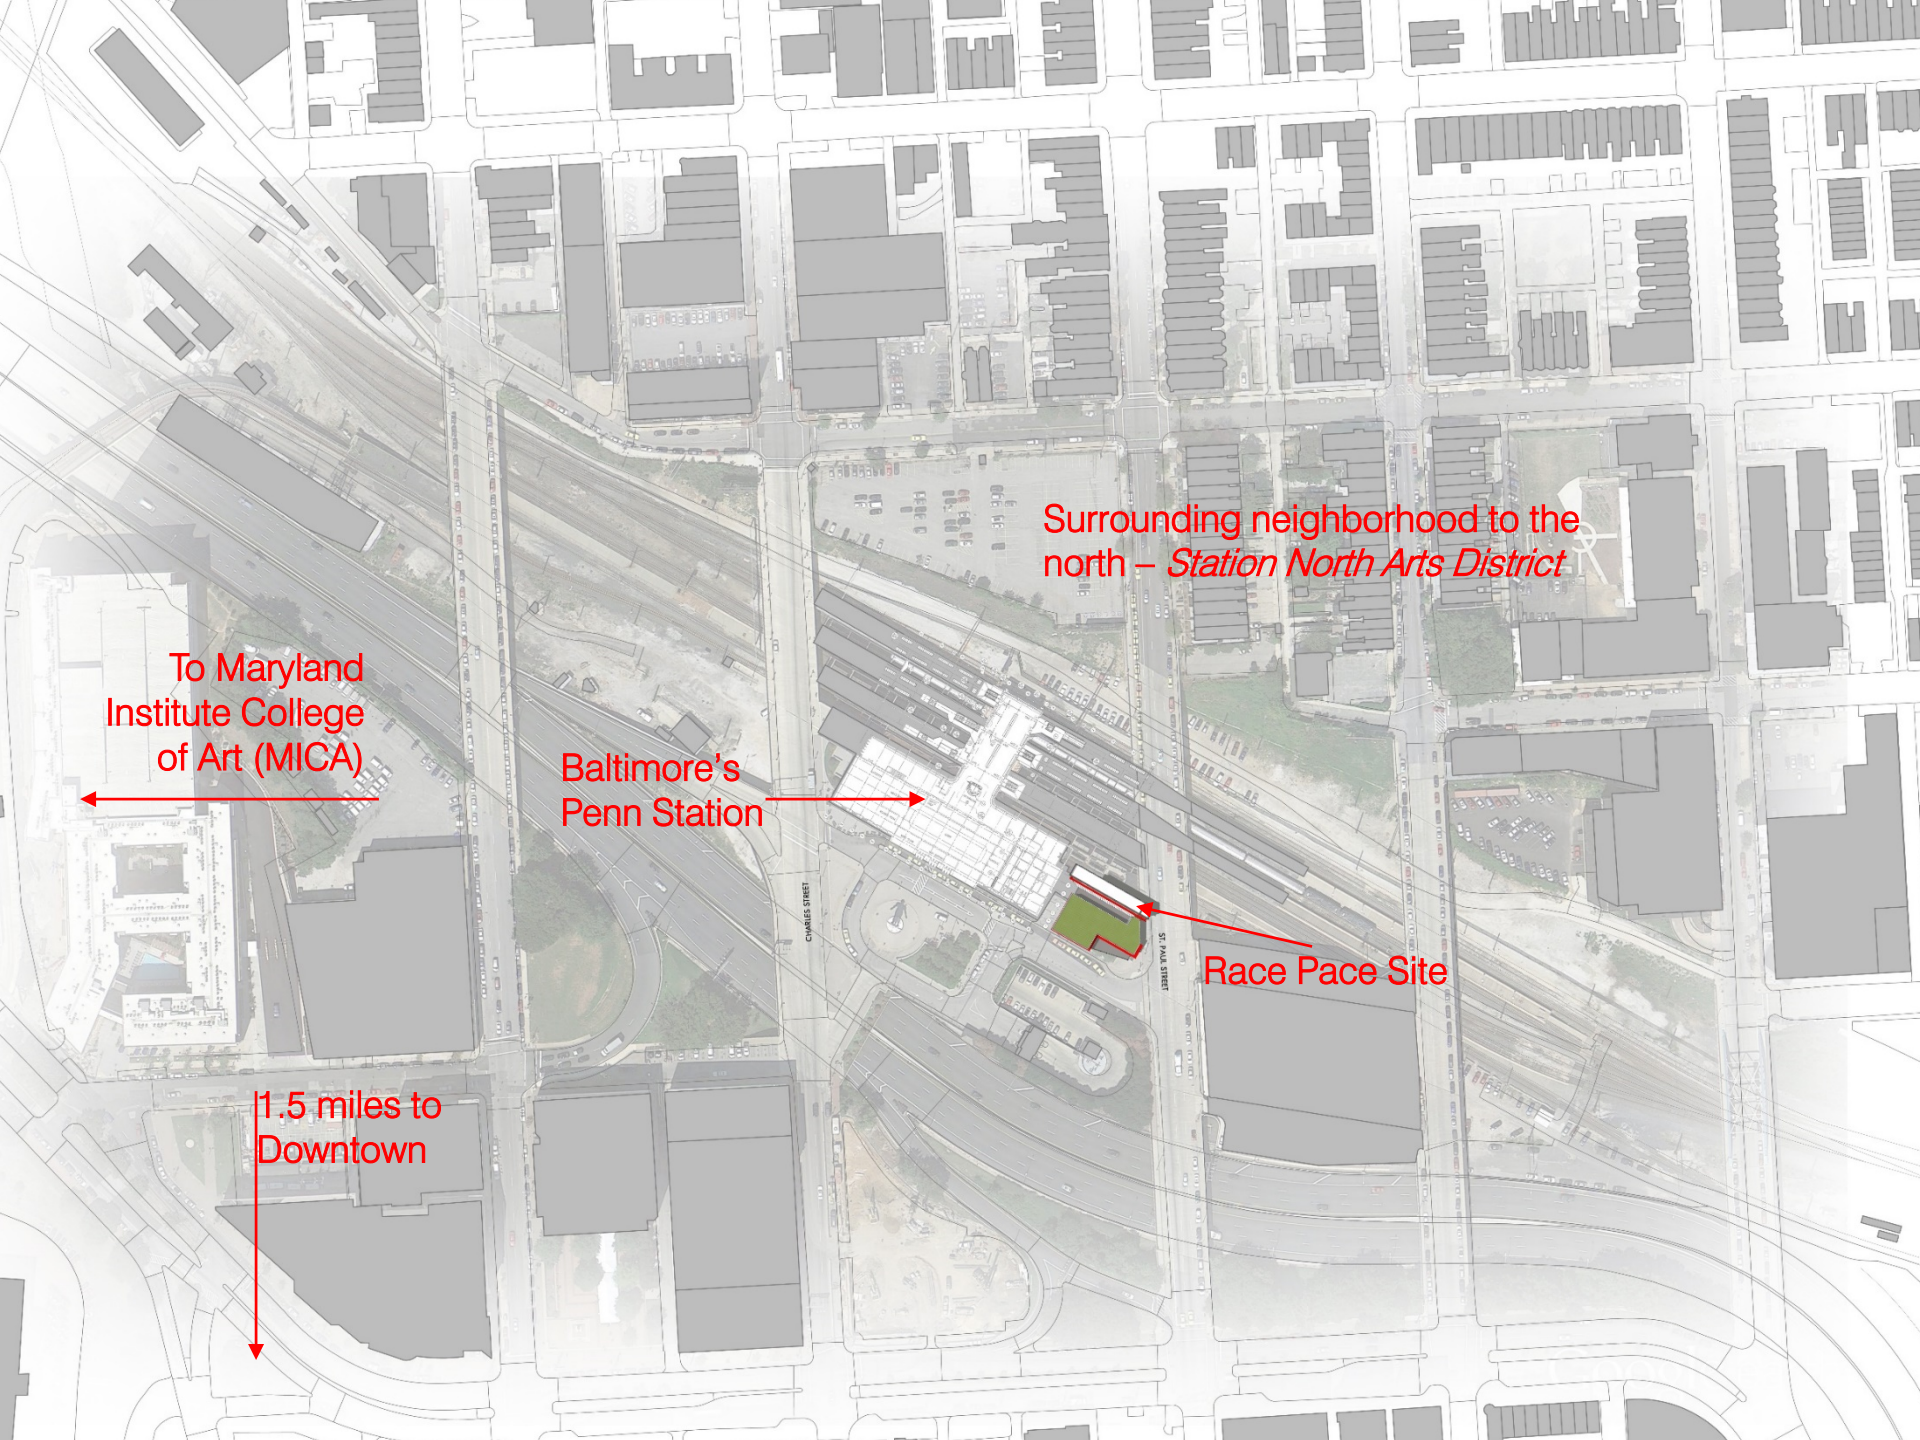 Surrounding neighborhood to the
north – Station North Arts District
To Maryland
Institute College
of Art (MICA)
Baltimore’s
Penn Station
CHARLES STREET
ST. PAUL STREET
Race Pace Site
1.5 miles to
Downtown